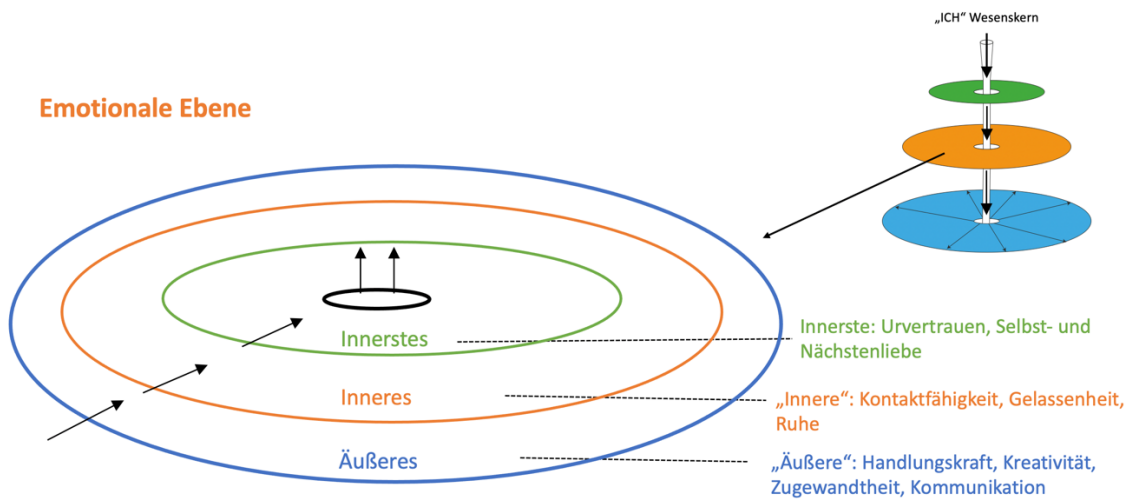 „ICH“ Wesenskern
Emotionale Ebene
Innerstes
Inneres
Äußeres
Innerste: Urvertrauen, Selbst- und
Nächstenliebe
„Innere“: Kontaktfähigkeit, Gelassenheit,
Ruhe
„Äußere“: Handlungskraft, Kreativität,
Zugewandtheit, Kommunikation